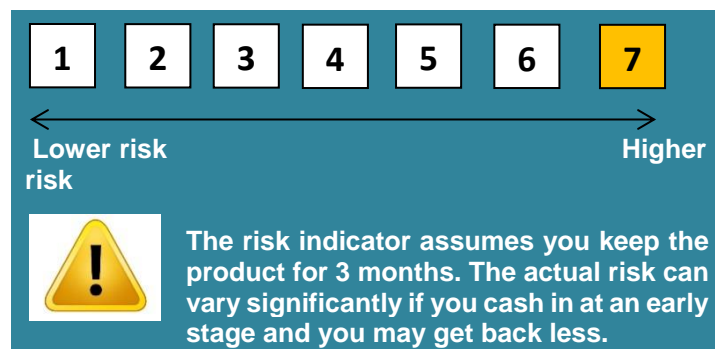 1 2 3 4 5 6 7
Lower risk Higher
risk
!
The risk indicator assumes you keep the
product for 3 months. The actual risk can
vary significantly if you cash in at an early
stage and you may get back less.